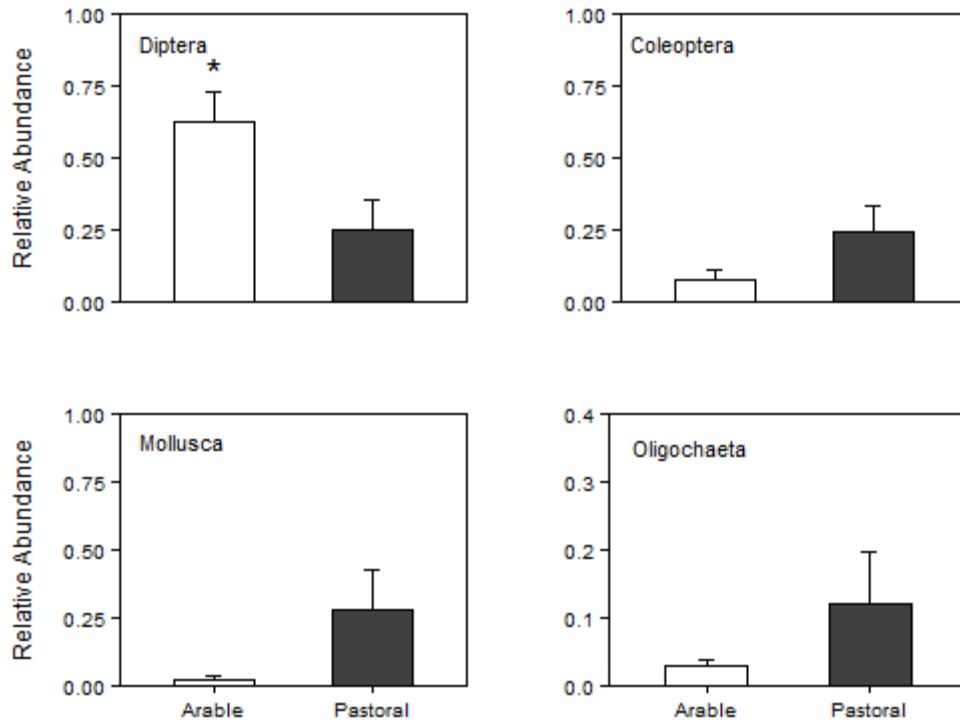 1.00
Diptera
*
0.75
0.50
0.25
0.00
Relative Abundance
1.00
Coleoptera
0.75
0.50
0.25
0.00
1.00
Mollusca
0.75
0.50
0.25
0.00
Relative Abundance
Arable Pastoral
0.4
Oligochaeta
0.3
0.2
0.1
0.0
Arable Pastoral